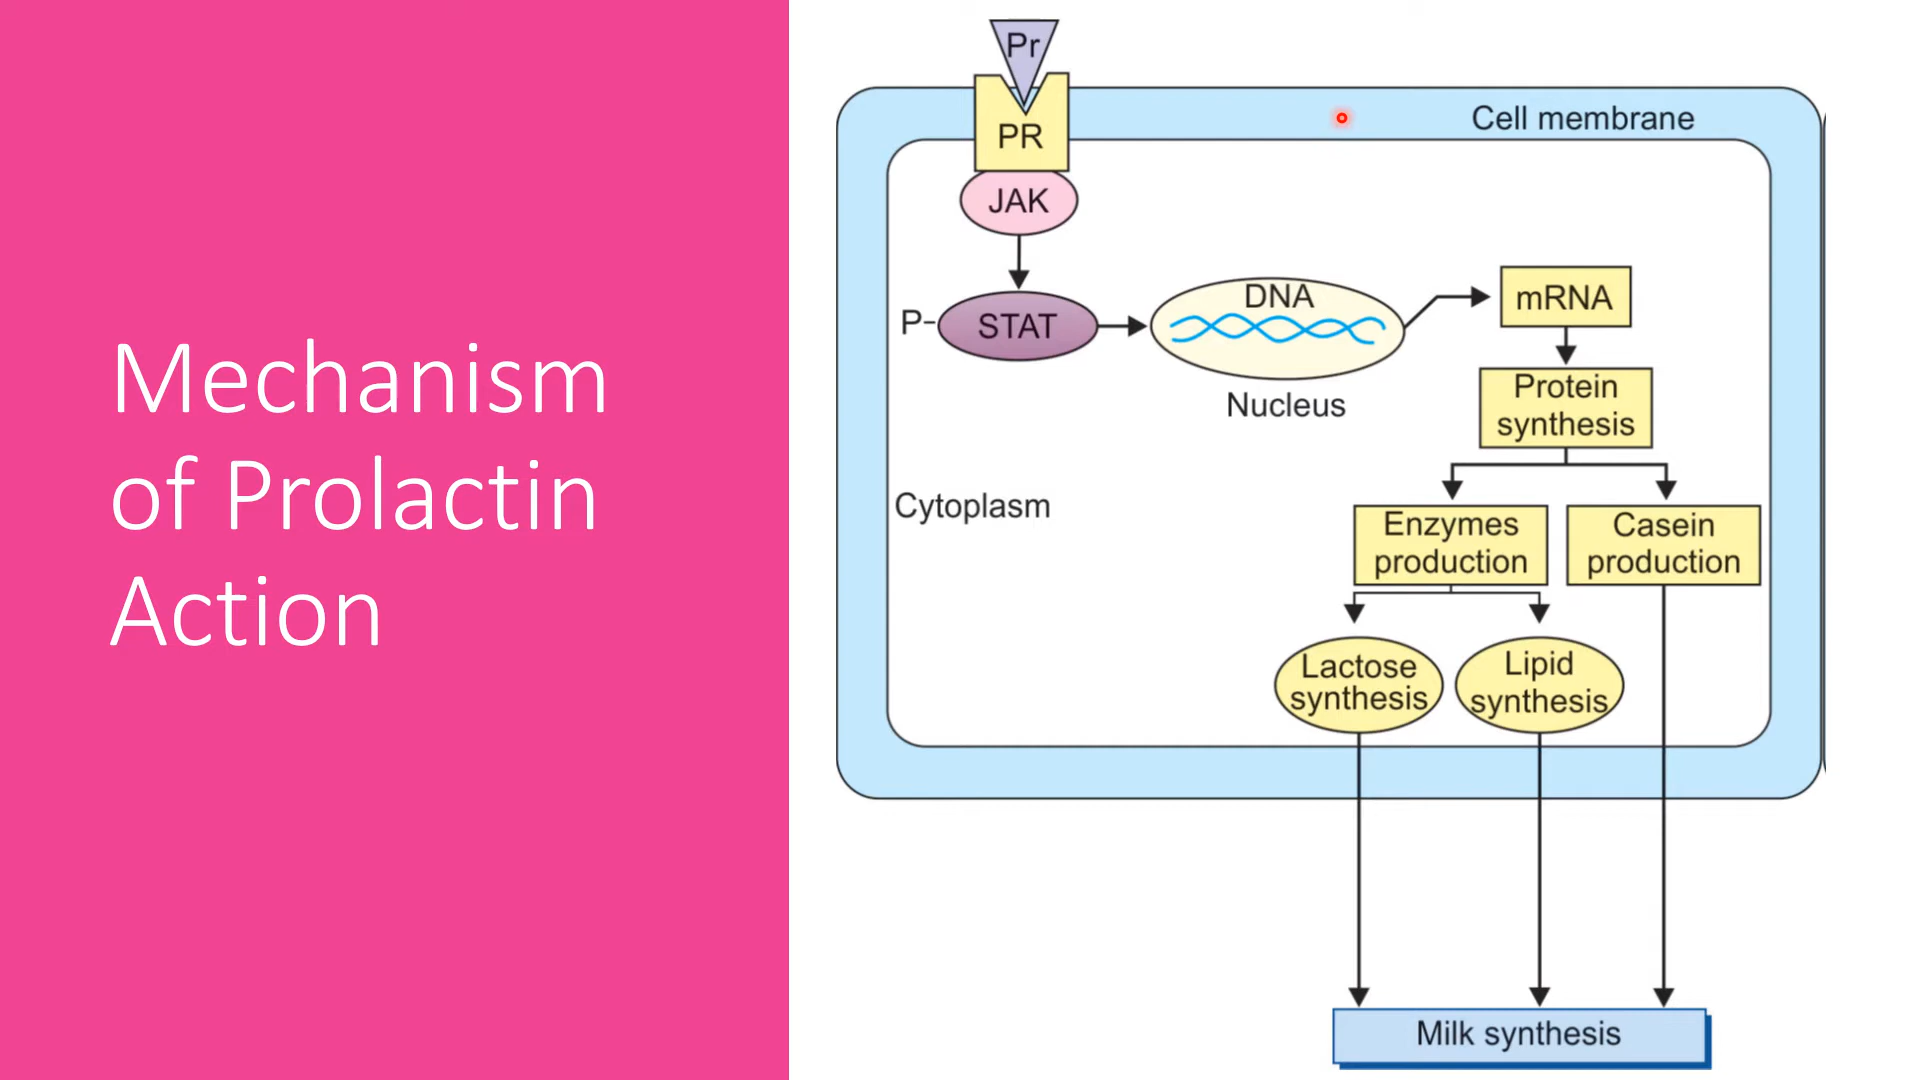 Mechanism
of Prolactin
Action
Pr
PR
Cell membrane
JAK
P-
STAT
DNA
Nucleus
mRNA
Protein
synthesis
Cytoplasm
Enzymes
production
Casein
production
Lactose
synthesis
Lipid
synthesis
Milk synthesis